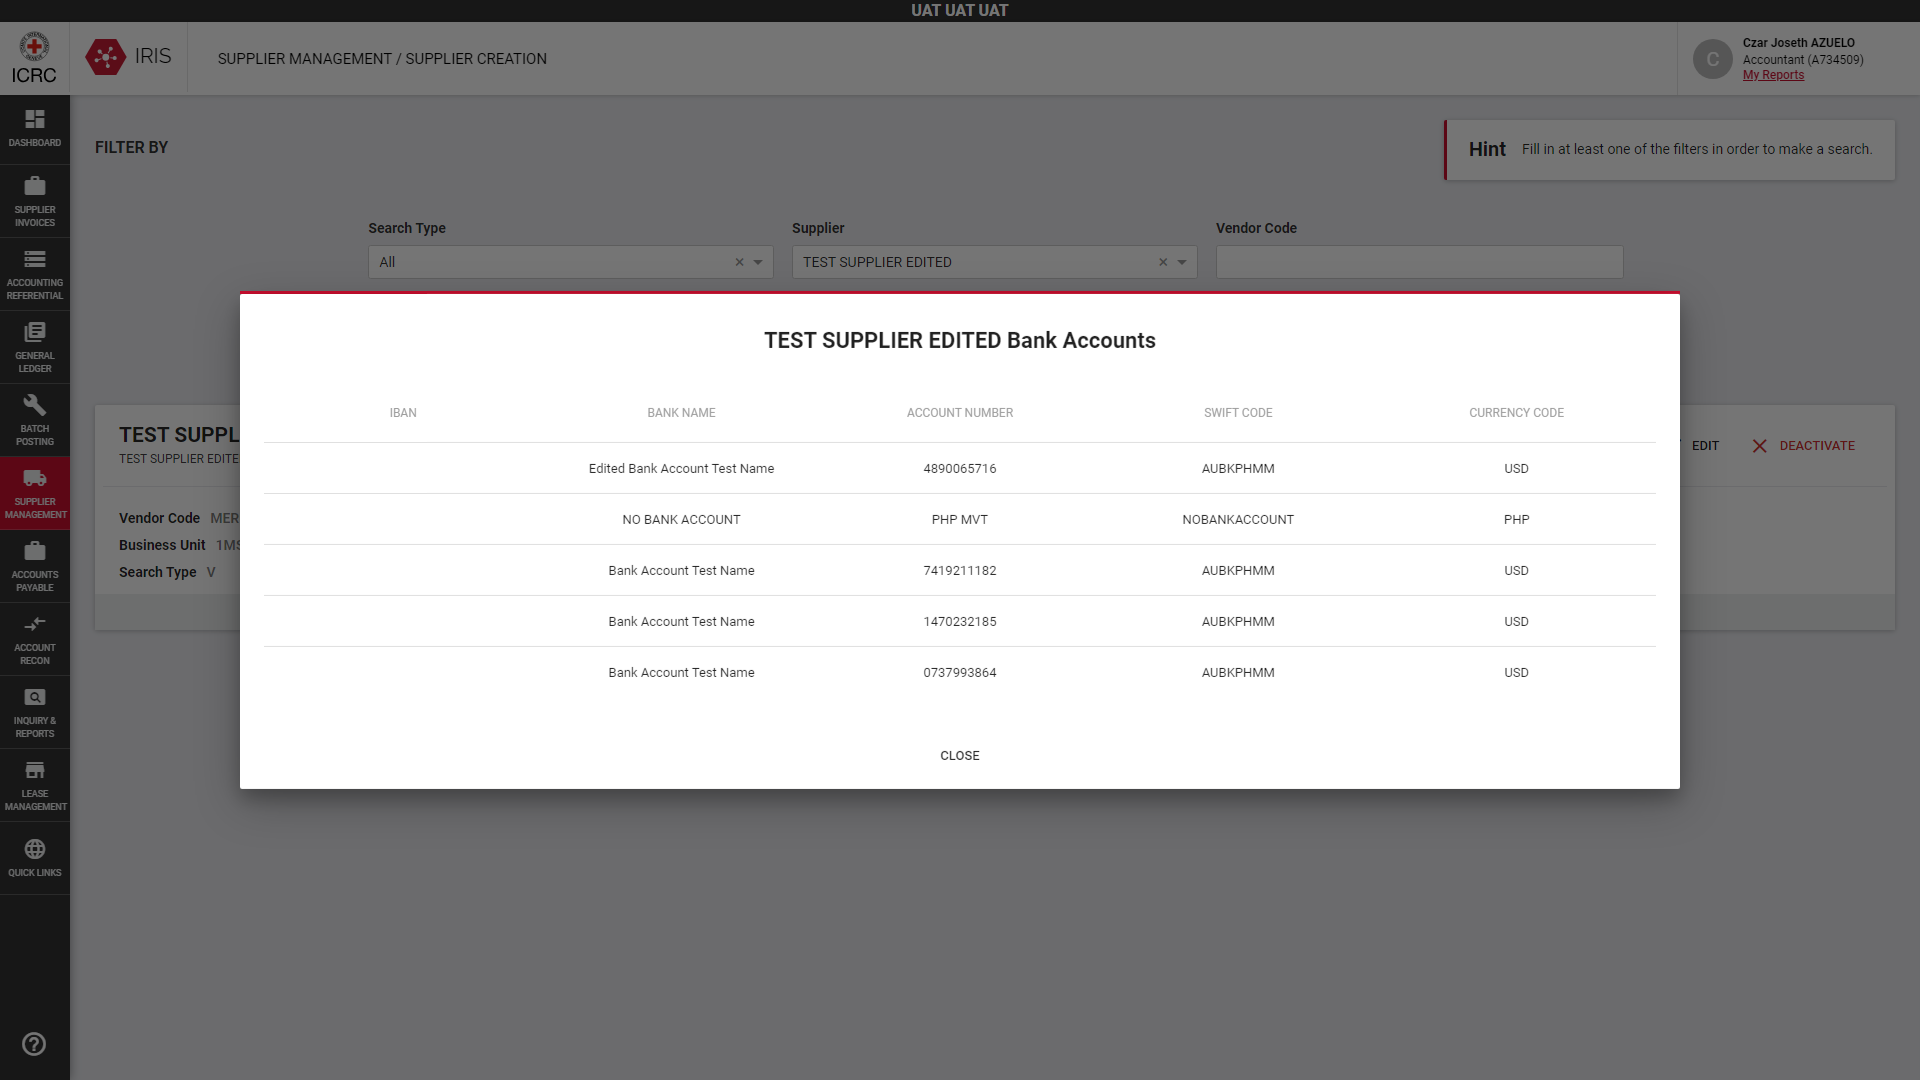 UAT UAT UAT
ICRC
IRIS
SUPPLIER MANAGEMENT / SUPPLIER CREATION
C
Czar Joseth AZUELO
Accountant (A734509)
My Reports
DASHBOARD
SUPPLIER
INVOICES
ACCOUNTING
REFERENTIAL
GENERAL
LEDGER
BATCH
POSTING
SUPPLIER
MANAGEMENT
ACCOUNTS
PAYABLE
ACCOUNT
RECON
INQUIRY &
REPORTS
LEASE
MANAGEMENT
QUICK LINKS
FILTER BY
Hint Fill in at least one of the filters in order to make a search.
Search Type Supplier Vendor Code
All TEST SUPPLIER EDITED
TEST SUPPL
TEST SUPPLIER EDITE
EDIT DEACTIVATE
Vendor Code MER
Business Unit 1MS
Search Type V
TEST SUPPLIER EDITED Bank Accounts
IBAN BANK NAME ACCOUNT NUMBER SWIFT CODE CURRENCY CODE
Edited Bank Account Test Name 4890065716 AUBKPHMM USD
NO BANK ACCOUNT PHP MVT NOBANKACCOUNT PHP
Bank Account Test Name 7419211182 AUBKPHMM USD
Bank Account Test Name 1470232185 AUBKPHMM USD
Bank Account Test Name 0737993864 AUBKPHMM USD
CLOSE